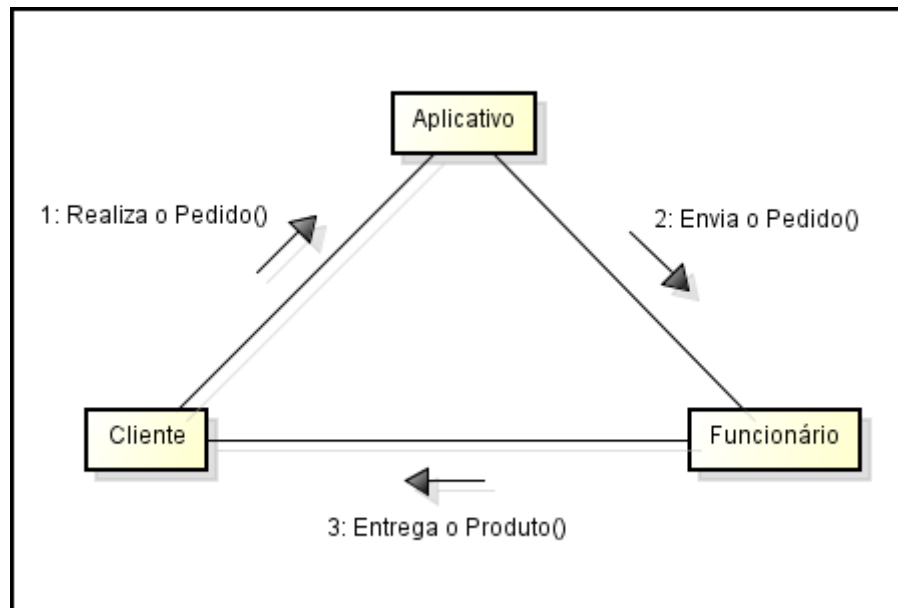 Aplicativo
1: Realiza o Pedido()
2: Envia o Pedido()
Cliente
Funcionário
3: Entrega o Produto()